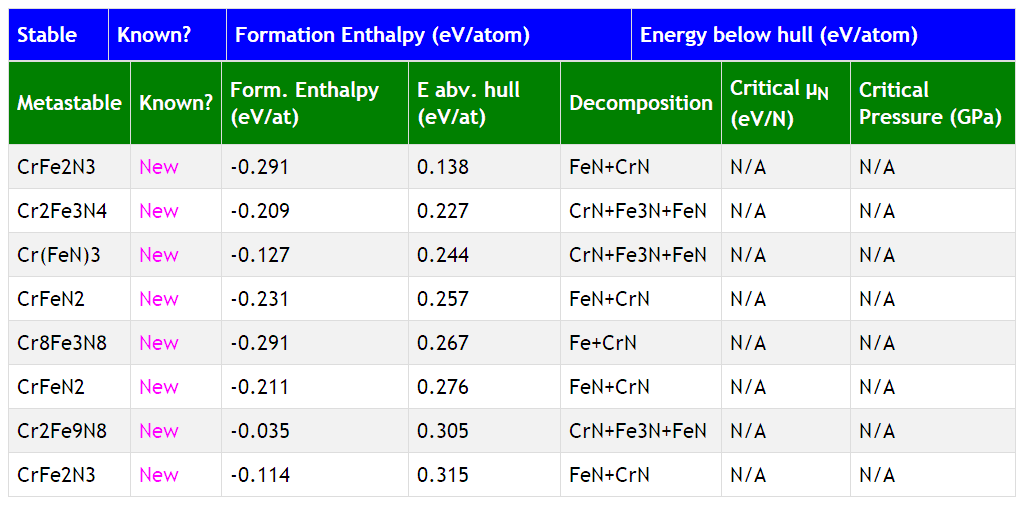 Stable Known? Formation Enthalpy (eV/atom) Energy below hull (eV/atom)
Metastable Known? Form. Enthalpy (eV/at) E abv. hull (eV/at) Decomposition Critical μN (eV/N) Critical Pressure (GPa)
CrFe2N3 New -0.291 0.138 FeN+CrN N/A N/A
Cr2Fe3N4 New -0.209 0.227 CrN+Fe3N+FeN N/A N/A
Cr(FeN)3 New -0.127 0.244 CrN+Fe3N+FeN N/A N/A
CrFeN2 New -0.231 0.257 FeN+CrN N/A N/A
Cr8Fe3N8 New -0.291 0.267 Fe+CrN N/A N/A
CrFeN2 New -0.211 0.276 FeN+CrN N/A N/A
Cr2Fe9N8 New -0.035 0.305 CrN+Fe3N+FeN N/A N/A
CrFe2N3 New -0.114 0.315 FeN+CrN N/A N/A